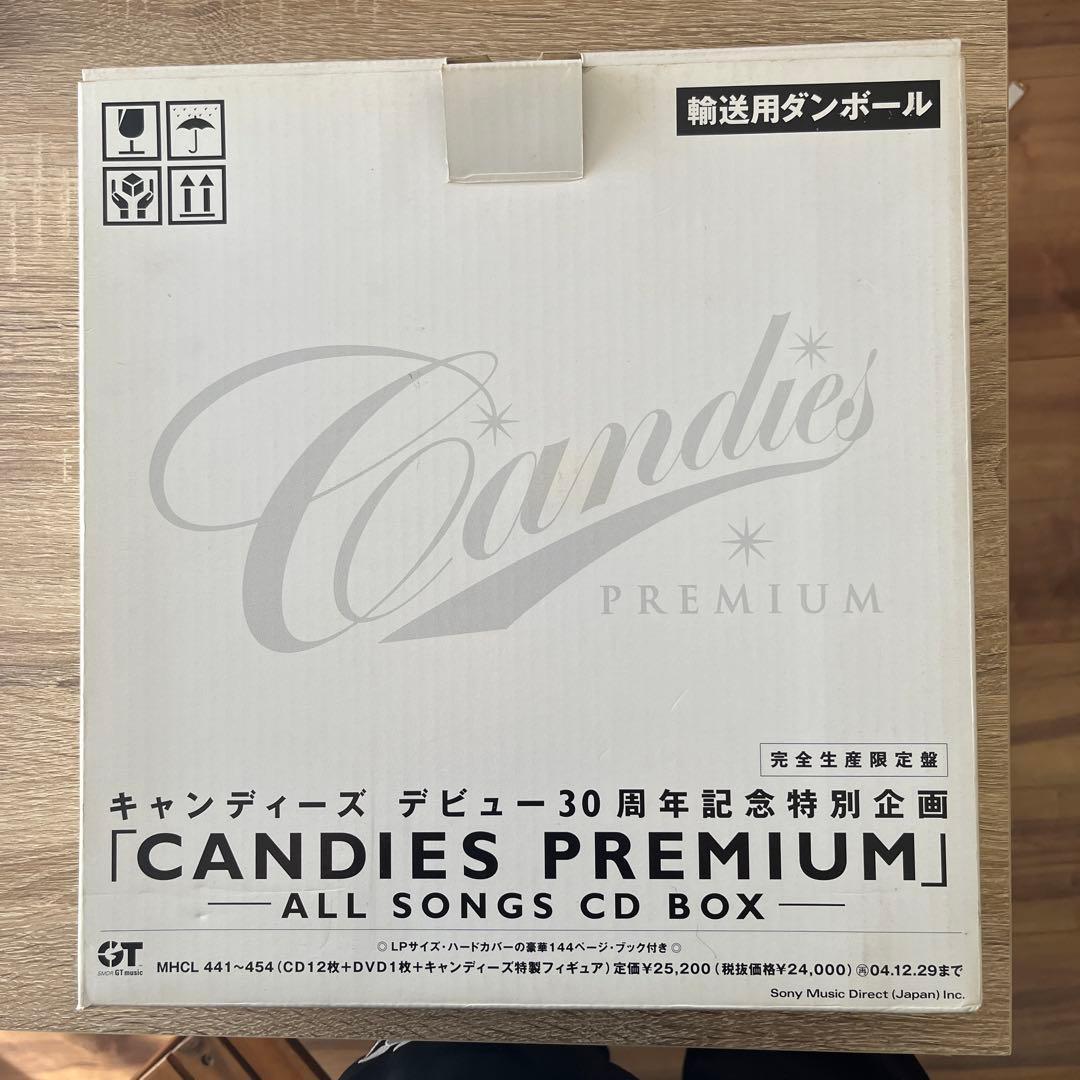 輸送用ダンボール
Candies
PREMIUM
完全生産限定盤
キャンディーズ デビュー30周年記念特別企画
「CANDIES PREMIUM」
ALL SONGS CD BOX
◎LPサイズ・ハードカバーの豪華144ページ・ブック付き◎
GT
SMDR GT music
MHCL 441〜454(CD12枚+DVD1枚+キャンディーズ特製フィギュア)定価¥25,200(税抜価格¥24,000)㊢04.12.29まで
Sony Music Direct (Japan) Inc.